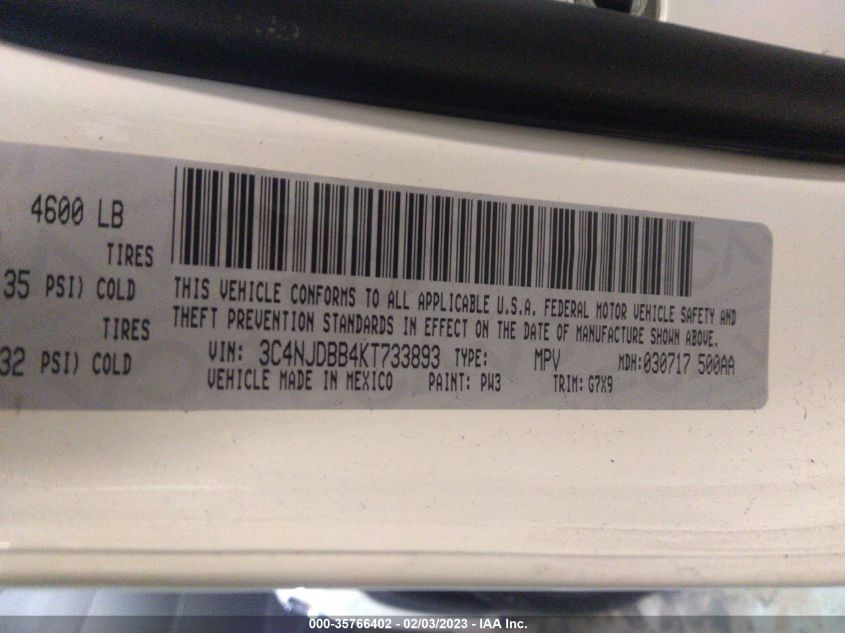 4600 LB
TIRES
35 PSI) COLD
TIRES
32 PSI) COLD
THIS VEHICLE CONFORMS TO ALL APPLICABLE U.S.A. FEDERAL MOTOR VEHICLE SAFETY AND
THEFT PREVENTION STANDARDS IN EFFECT ON THE DATE OF MANUFACTURE SHOWN ABOVE.
VIN: 3C4NJDBB4KT733893 TYPE: MPV MDH:030717 500AA
VEHICLE MADE IN MEXICO PAINT: PW3 TRIM: G7X9
000-35766402 - 02/03/2023 - IAA Inc.